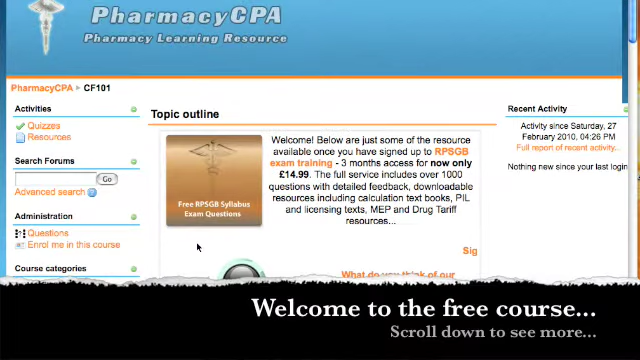 PharmacyCPA
Pharmacy Learning Resource
PharmacyCPA ► CF101
Activities
Quizzes
Resources
Search Forums
Go
Advanced search ?
Administration
Questions
Enrol me in this course
Course categories
Topic outline
Free RPSGB Syllabus
Exam Questions
Welcome! Below are just some of the resource
available once you have signed up to RPSGB
exam training - 3 months access for now only
£14.99. The full service includes over 1000
questions with detailed feedback, downloadable
resources including calculation text books, PIL
and licensing texts, MEP and Drug Tariff
resources...
Sig
What do you think of our
Recent Activity
Activity since Saturday, 27
February 2010, 04:26 PM
Full report of recent activity...
Nothing new since your last login
Welcome to the free course...
Scroll down to see more...